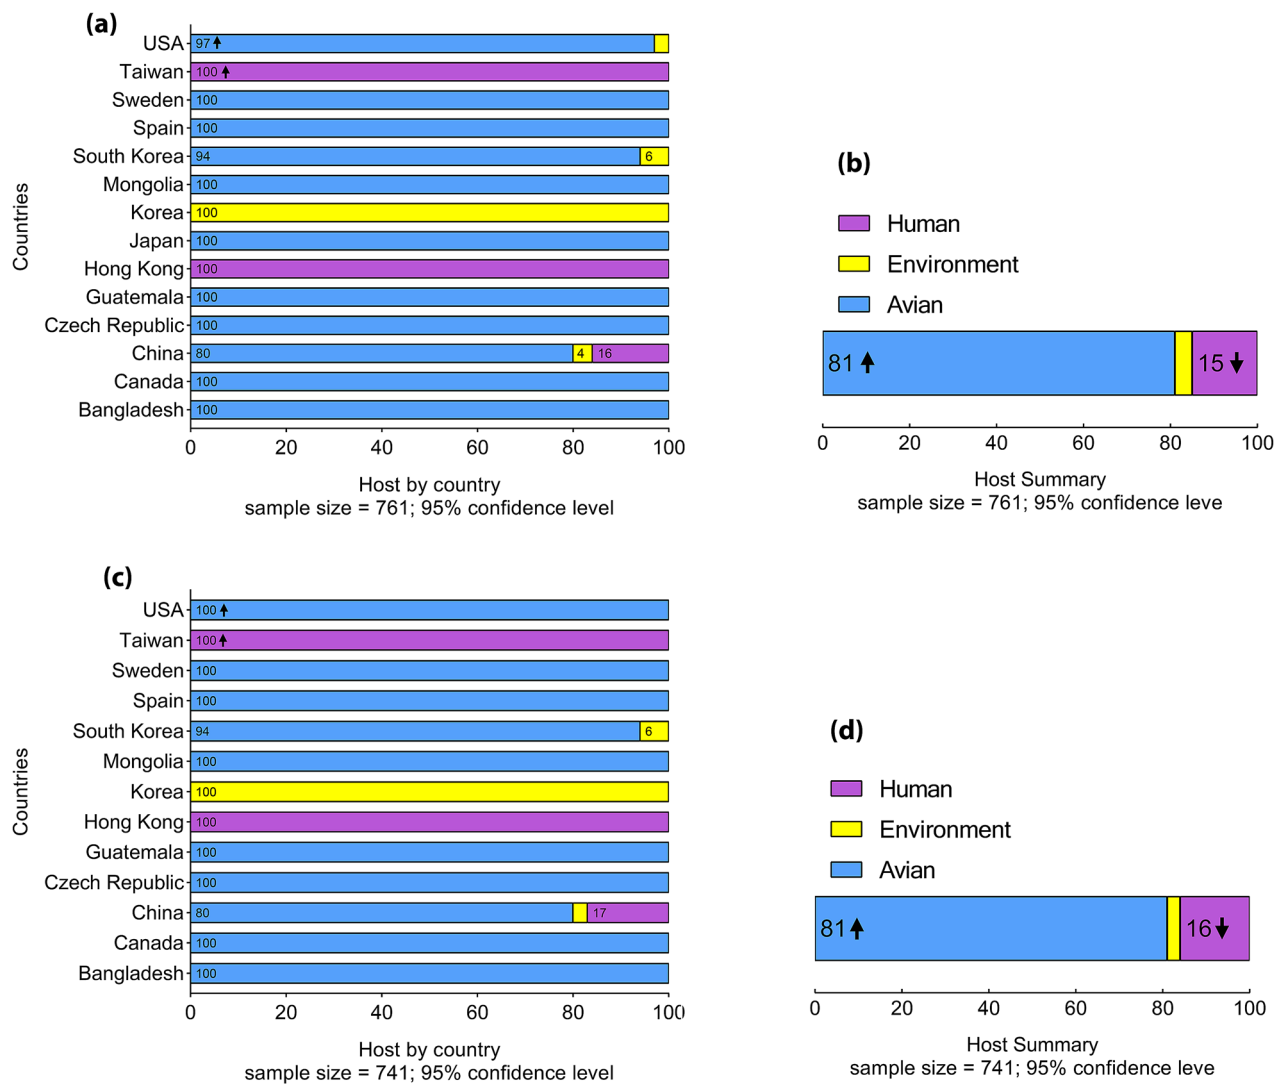 (a)
Countries
USA 97
Taiwan 100
Sweden 100
Spain 100
South Korea 94 6
Mongolia 100
Korea 100
Japan 100
Hong Kong 100
Guatemala 100
Czech Republic 100
China 80 4 16
Canada 100
Bangladesh 100
0 20 40 60 80 100
Host by country
sample size = 761; 95% confidence level
(b)
Human
Environment
Avian
81 15
0 20 40 60 80 100
Host Summary
sample size = 761; 95% confidence leve
(c)
Countries
USA 100
Taiwan 100
Sweden 100
Spain 100
South Korea 94 6
Mongolia 100
Korea 100
Hong Kong 100
Guatemala 100
Czech Republic 100
China 80 17
Canada 100
Bangladesh 100
0 20 40 60 80 100
Host by country
sample size = 741; 95% confidence level
(d)
Human
Environment
Avian
81 16
0 20 40 60 80 100
Host Summary
sample size = 741; 95% confidence leve